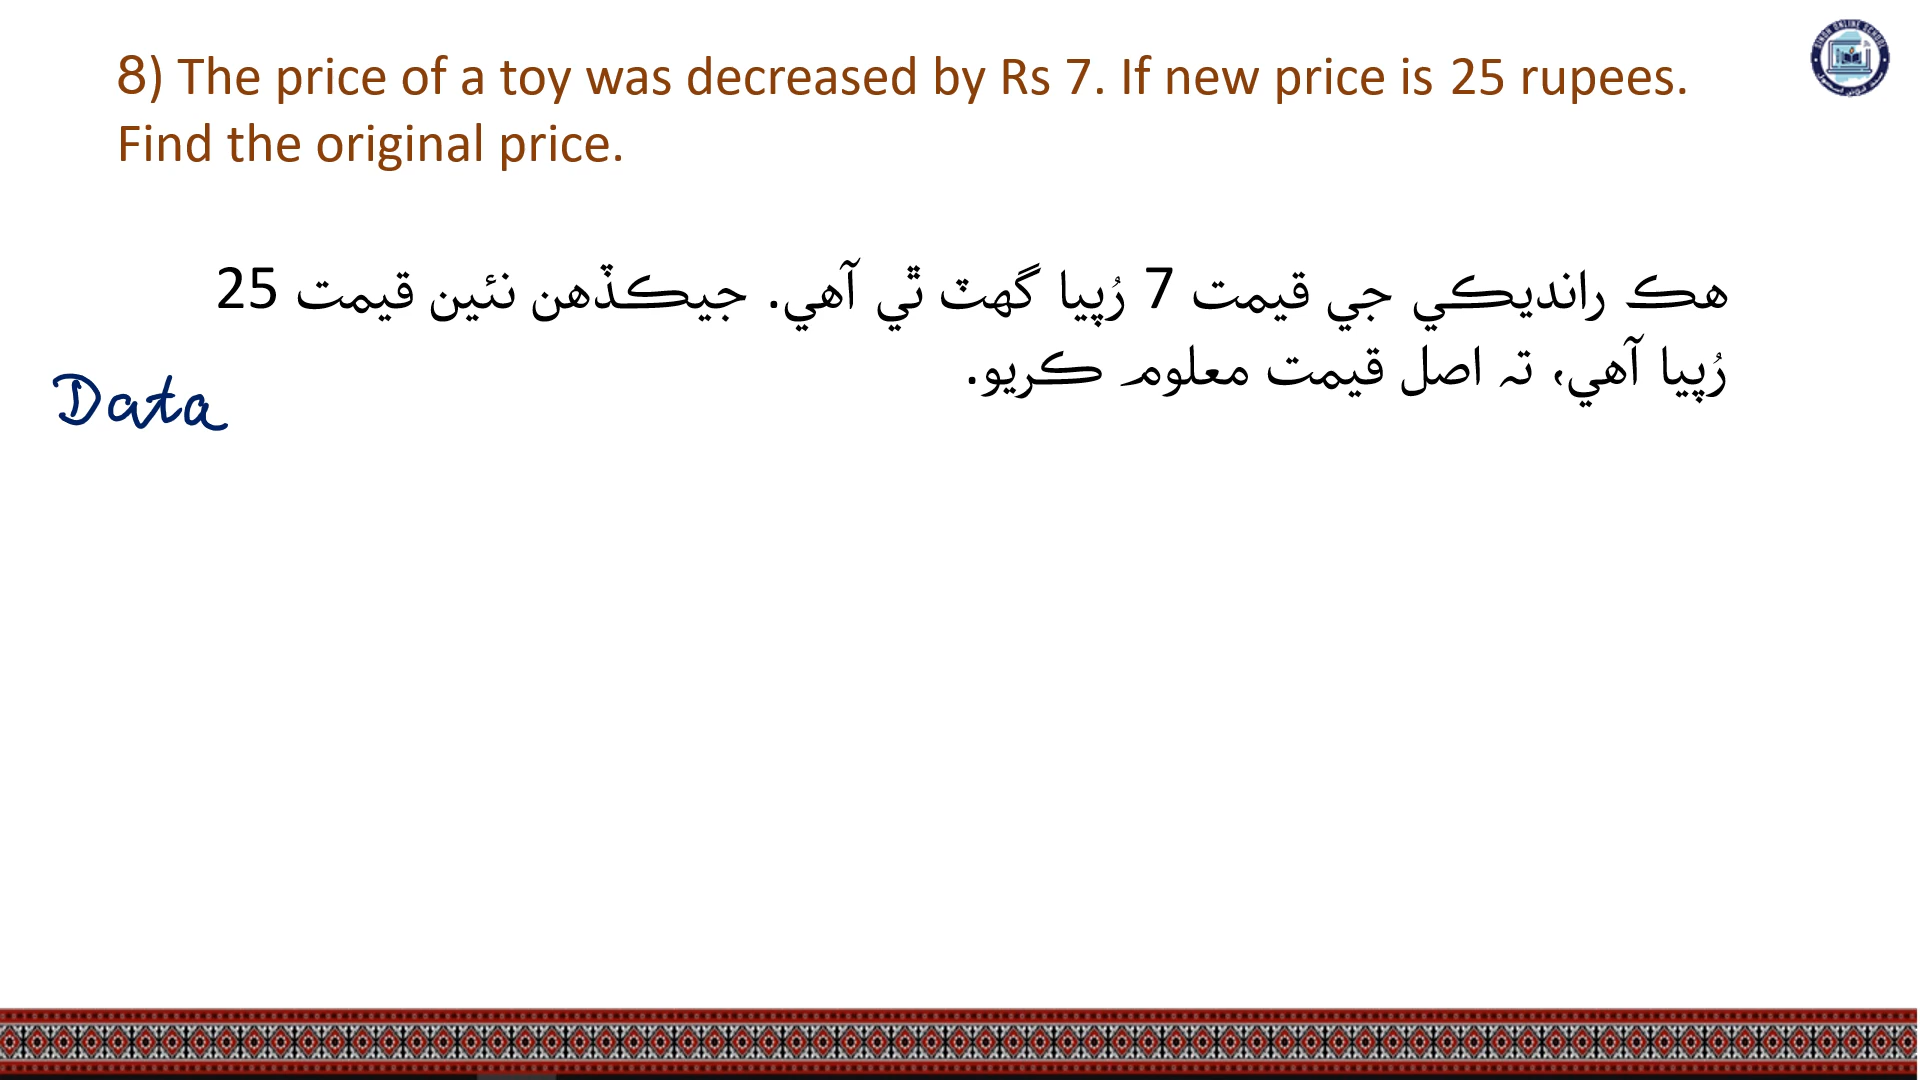 8) The price of a toy was decreased by Rs 7. If new price is 25 rupees.
Find the original price.
هڪ رانديڪي جي قيمت 7 رُپيا گهٽ ٿي آهي. جيڪڏهن نئين قيمت 25
رُپيا آهي، ته اصل قيمت معلوم ڪريو.
Data